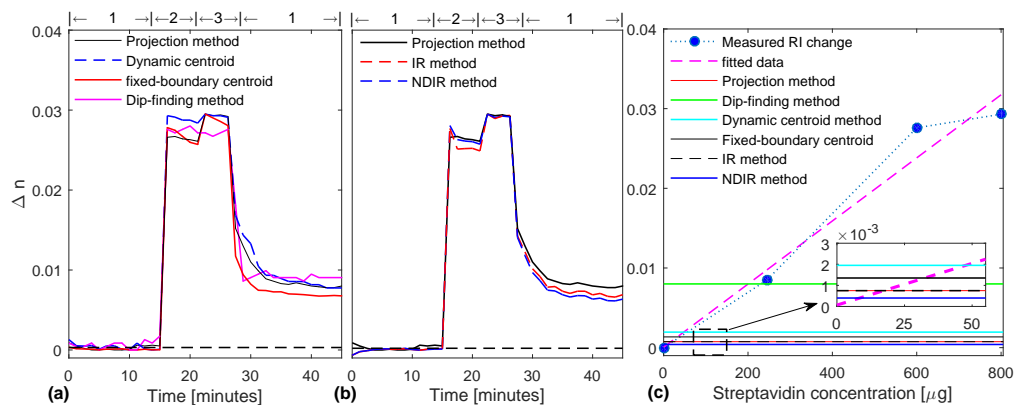 1 2 3 1
0.04
0.03
0.02
0.01
0
Δ n
Projection method
Dynamic centroid
fixed-boundary centroid
Dip-finding method
0 10 20 30 40
(a)
Time [minutes]
1 2 3 1
Projection method
IR method
NDIR method
0 10 20 30 40
(b)
Time [minutes]
0.04
0.03
0.02
0.01
0.00
Measured RI change
fitted data
Projection method
Dip-finding method
Dynamic centroid method
Fixed-boundary centroid
IR method
NDIR method
3 × 10⁻³
2
1
0
0 25 50
0 200 400 600 800
(c)
Streptavidin concentration [μg]